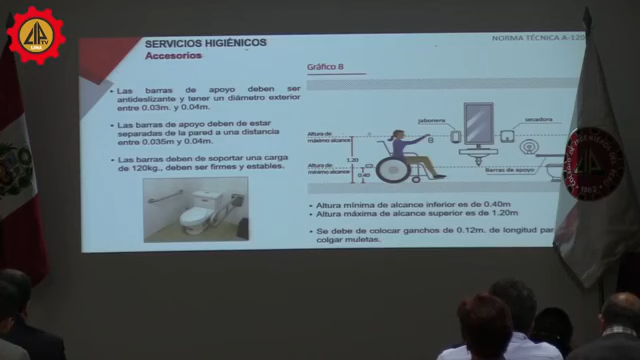 CIP TV
LIMA
SERVICIOS HIGIÉNICOS
Accesorios
NORMA TÉCNICA A-120
• Las barras de apoyo deben ser
antideslizante y tener un diámetro exterior
entre 0.03m. y 0.04m.
• Las barras de apoyo deben de estar
separadas de la pared a una distancia
entre 0.035m y 0.04m.
• Las barras deben de soportar una carga
de 120kg., deben ser firmes y estables.
Gráfico 8
jabonera
secadora
Altura de
máximo alcance
1.20
Altura de
mínimo alcance
0.40
Barras de apoyo
• Altura mínima de alcance inferior es de 0.40m
• Altura máxima de alcance superior es de 1.20m
• Se debe de colocar ganchos de 0.12m. de longitud par
colgar muletas.
1962